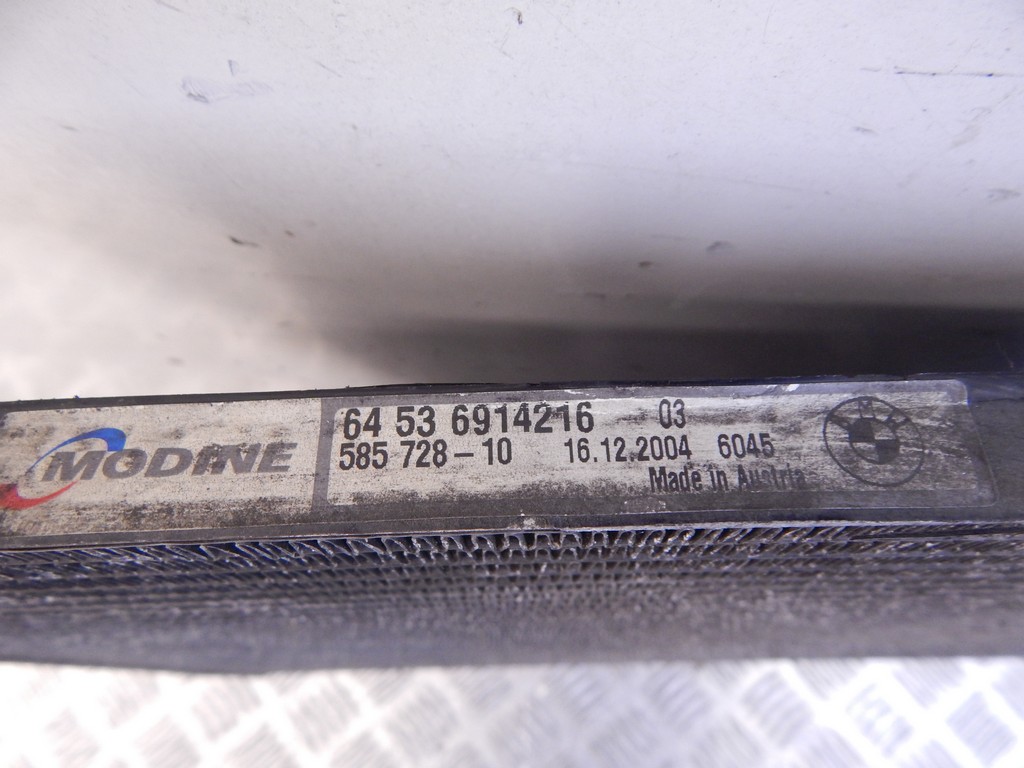 MODINE
64 53 6914216 03
585 728-10 16.12.2004 6045
Made in Austria